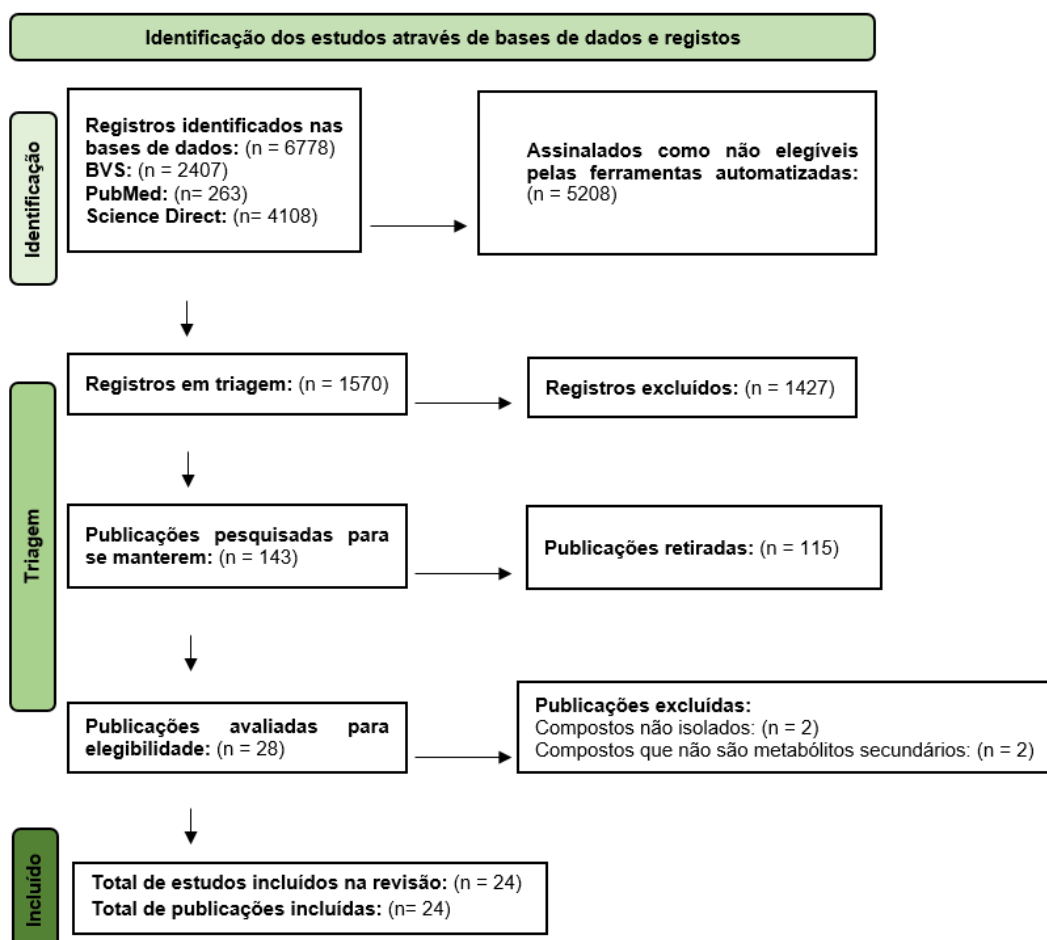 Identificação dos estudos através de bases de dados e registos
Identificação
Registros identificados nas
bases de dados: (n = 6778)
BVS: (n = 2407)
PubMed: (n= 263)
Science Direct: (n= 4108)
Assinalados como não elegíveis
pelas ferramentas automatizadas:
(n = 5208)
Triagem
Registros em triagem: (n = 1570)
Registros excluídos: (n = 1427)
Publicações pesquisadas para
se manterem: (n = 143)
Publicações retiradas: (n = 115)
Publicações avaliadas para
elegibilidade: (n = 28)
Publicações excluídas:
Compostos não isolados: (n = 2)
Compostos que não são metabólitos secundários: (n = 2)
Incluído
Total de estudos incluídos na revisão: (n = 24)
Total de publicações incluídas: (n= 24)